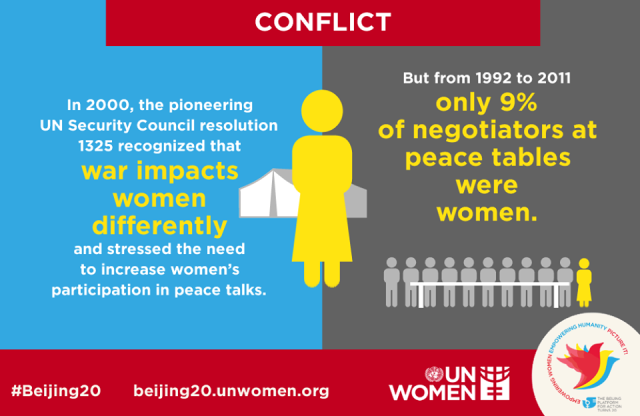 CONFLICT
In 2000, the pioneering
UN Security Council resolution
1325 recognized that
war impacts
women
differently
and stressed the need
to increase women's
participation in peace talks.
But from 1992 to 2011
only 9%
of negotiators at
peace tables
were
women.
#Beijing20
beijing20.unwomen.org
UN
WOMEN
EMPOWERING WOMEN EMPOWERING HUMANITY PICTURE IT!
THE BEIJING
PLATFORM
FOR ACTION
TURNS 20